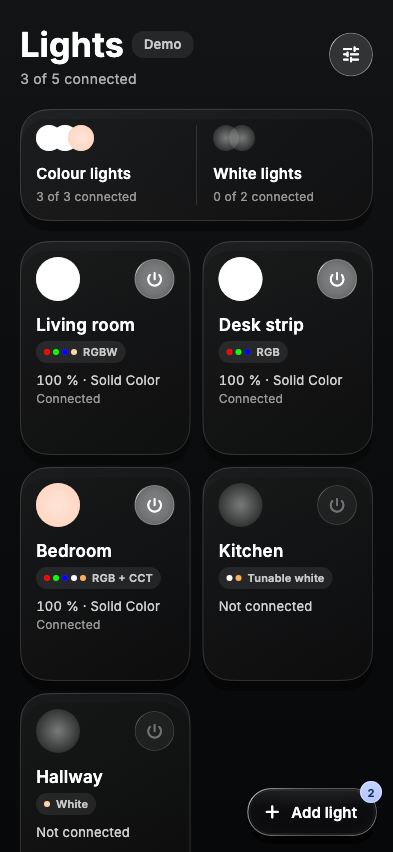 Lights Demo
3 of 5 connected
Colour lights
3 of 3 connected
White lights
0 of 2 connected
Living room
RGBW
100 % · Solid Color
Connected
Desk strip
RGB
100 % · Solid Color
Connected
Bedroom
RGB + CCT
100 % · Solid Color
Connected
Kitchen
Tunable white
Not connected
Hallway
White
Not connected
2
Add light